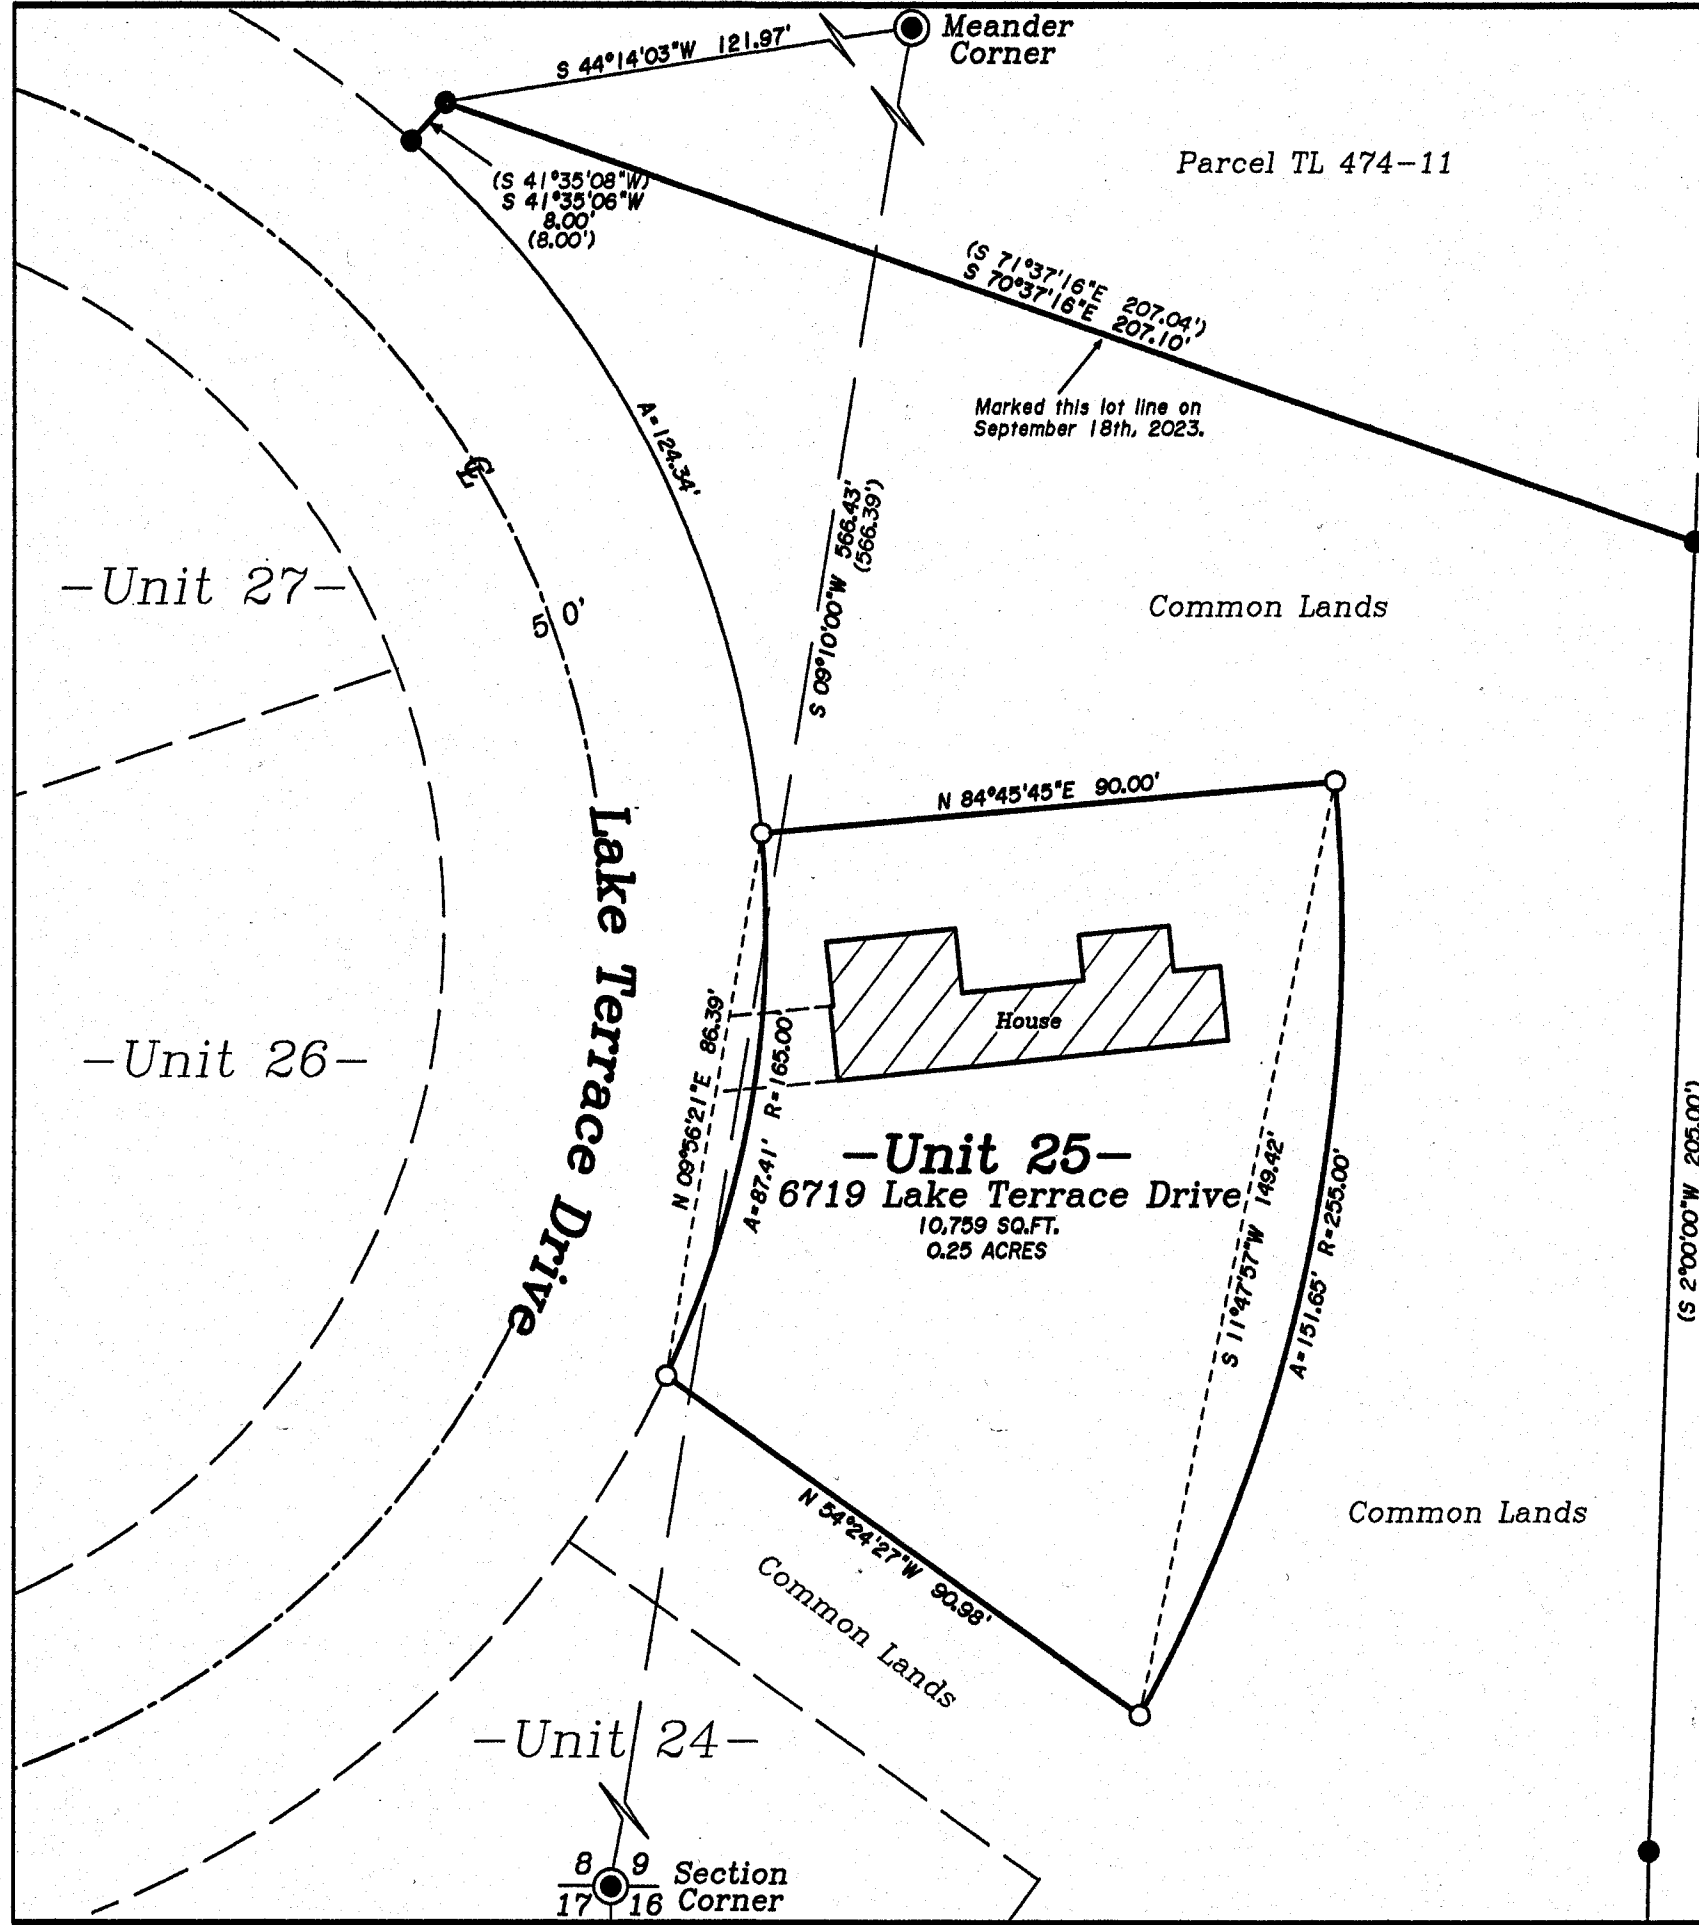 Meander
Corner
S 44°14'03"W 121.97'
Parcel TL 474-11
(S 41°35'08"W)
S 41°35'06"W
8.00'
(8.00')
(S 71°37'16"E 207.04')
S 70°37'16"E 207.10'
Marked this lot line on
September 18th, 2023.
A=124.34'
S 09°10'00"W 566.43'
(566.39')
℄
50'
-Unit 27-
Common Lands
N 84°45'45"E 90.00'
Lake Terrace Drive
House
N 09°56'21"E 86.39'
A=87.41' R=165.00'
-Unit 26-
-Unit 25-
6719 Lake Terrace Drive
10,759 SQ.FT.
0.25 ACRES
S 11°47'57"W 149.42'
A=151.65' R=255.00'
(S 2°00'00"W 205.00')
N 54°24'27"W 90.98'
Common Lands
Common Lands
-Unit 24-
8 9
17 16
Section
Corner